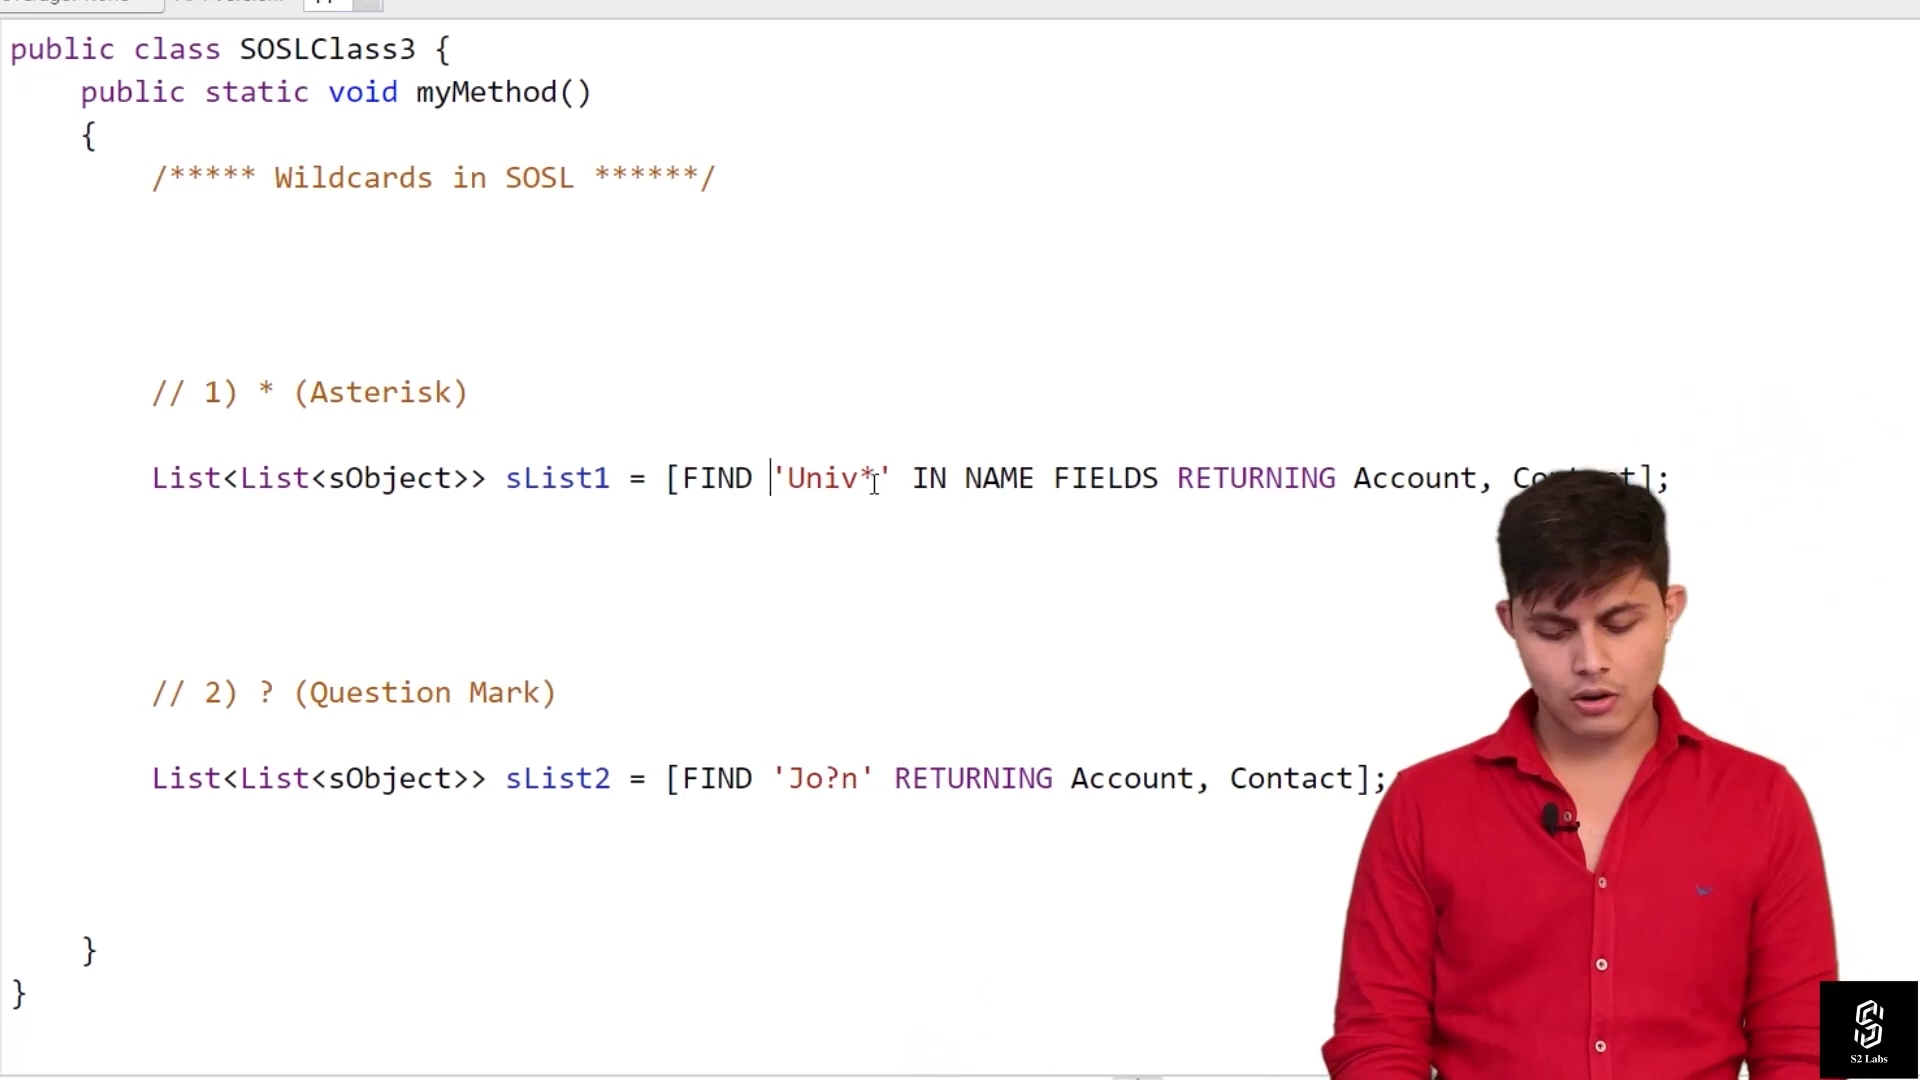 public class SOSLClass3 {
public static void myMethod()
{
/***** Wildcards in SOSL ******/
// 1) * (Asterisk)
List<List<sObject>> sList1 = [FIND 'Univ*' IN NAME FIELDS RETURNING Account, Co t];
// 2) ? (Question Mark)
List<List<sObject>> sList2 = [FIND 'Jo?n' RETURNING Account, Contact];
}
}
S2 Labs